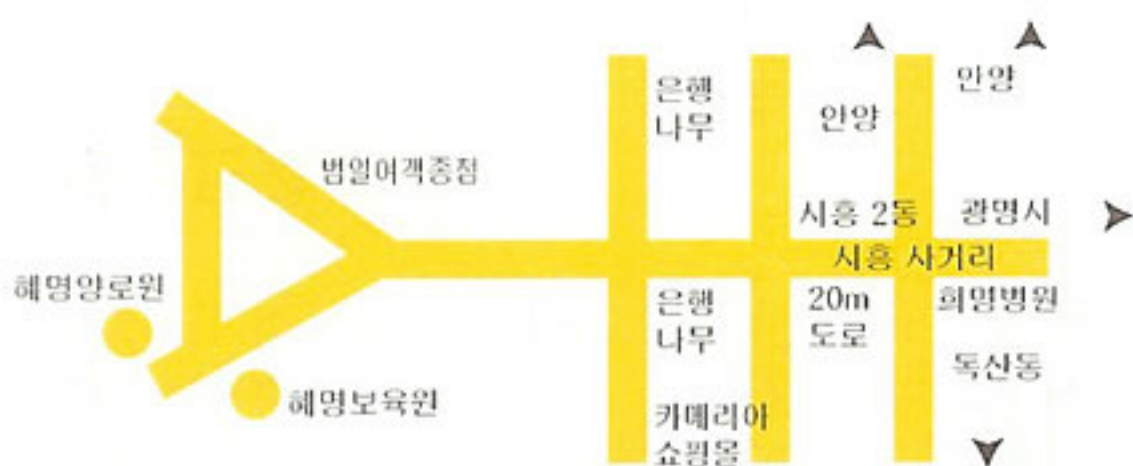 은행
나무
안양
안양
범일여객종점
시흥 2동
광명시
시흥 사거리
혜명양로원
은행
나무
20m
도로
희명병원
독산동
혜명보육원
카메리아
쇼핑몰